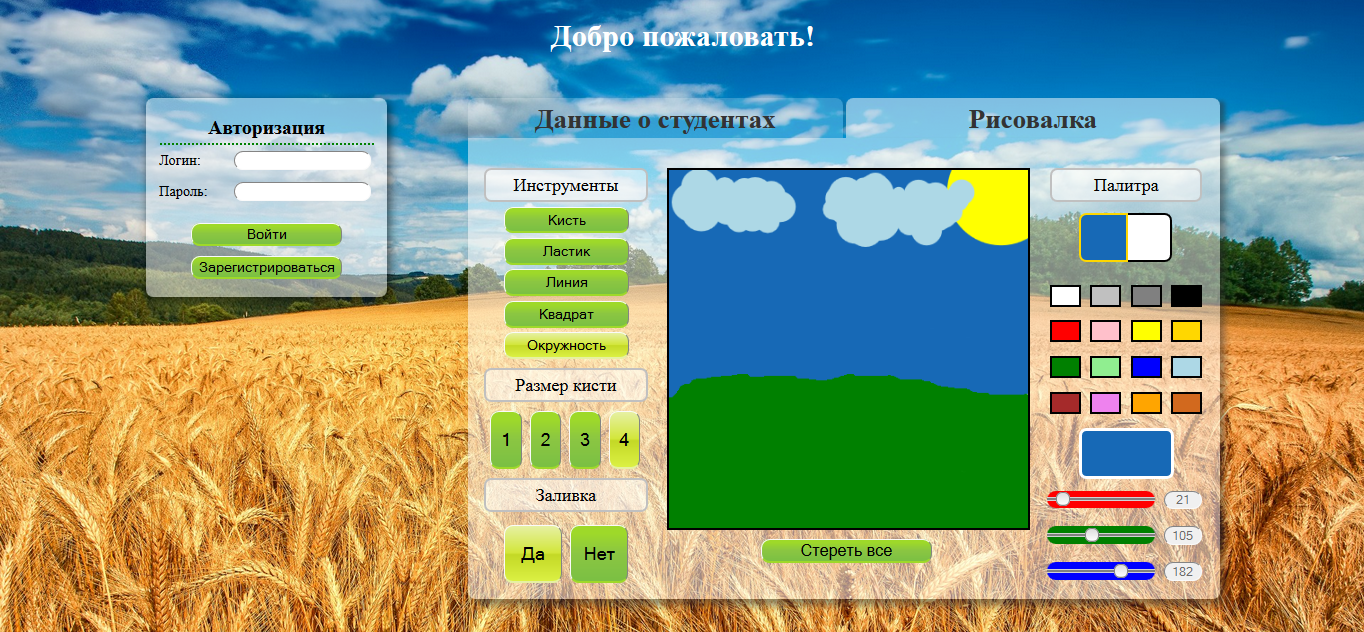 Добро пожаловать!
Авторизация
Логин:
Пароль:
Войти
Зарегистрироваться
Данные о студентах
Рисовалка
Инструменты
Кисть
Ластик
Линия
Квадрат
Окружность
Размер кисти
1 2 3 4
Заливка
Да Нет
Стереть все
Палитра
21
105
182